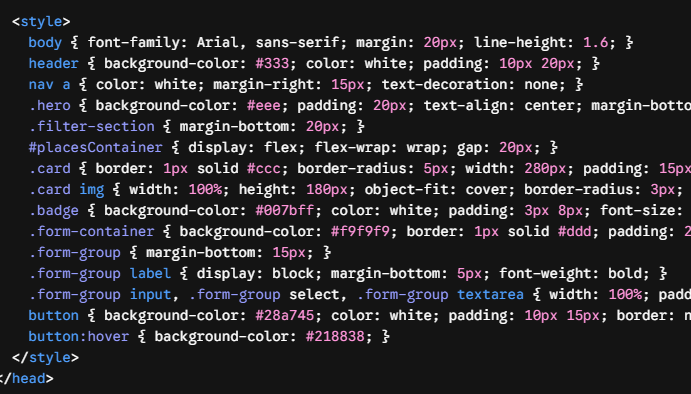 <style>
body { font-family: Arial, sans-serif; margin: 20px; line-height: 1.6; }
header { background-color: #333; color: white; padding: 10px 20px; }
nav a { color: white; margin-right: 15px; text-decoration: none; }
.hero { background-color: #eee; padding: 20px; text-align: center; margin-botto
.filter-section { margin-bottom: 20px; }
#placesContainer { display: flex; flex-wrap: wrap; gap: 20px; }
.card { border: 1px solid #ccc; border-radius: 5px; width: 280px; padding: 15px
.card img { width: 100%; height: 180px; object-fit: cover; border-radius: 3px;
.badge { background-color: #007bff; color: white; padding: 3px 8px; font-size:
.form-container { background-color: #f9f9f9; border: 1px solid #ddd; padding: 2
.form-group { margin-bottom: 15px; }
.form-group label { display: block; margin-bottom: 5px; font-weight: bold; }
.form-group input, .form-group select, .form-group textarea { width: 100%; padd
button { background-color: #28a745; color: white; padding: 10px 15px; border: n
button:hover { background-color: #218838; }
</style>
</head>